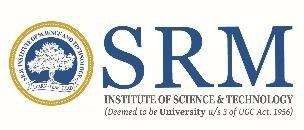 SRM
INSTITUTE OF SCIENCE & TECHNOLOGY
(Deemed to be University u/s 3 of UGC Act, 1956)